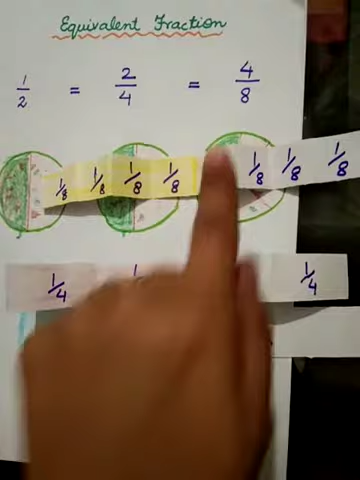 Equivalent Fraction
1/2 = 2/4 = 4/8
1/8 1/8 1/8 1/8 1/8 1/8 1/8
1/4 1/4